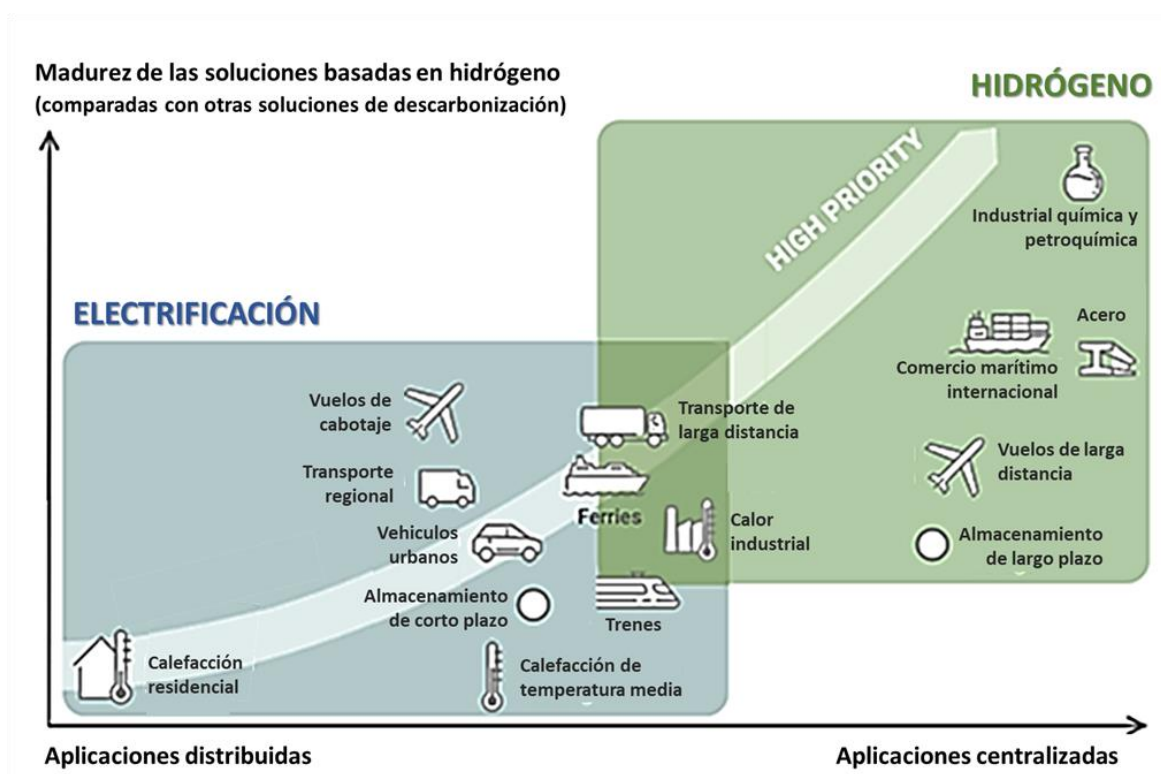 Madurez de las soluciones basadas en hidrógeno
(comparadas con otras soluciones de descarbonización)
HIDRÓGENO
HIGH PRIORITY
Industrial química y
petroquímica
ELECTRIFICACIÓN
Acero
Comercio marítimo
internacional
Vuelos de
cabotaje
Transporte de
larga distancia
Vuelos de larga
distancia
Transporte
regional
Ferries
Calor
industrial
Vehiculos
urbanos
Almacenamiento
de largo plazo
Almacenamiento
de corto plazo
Trenes
Calefacción
residencial
Calefacción de
temperatura media
Aplicaciones distribuidas
Aplicaciones centralizadas